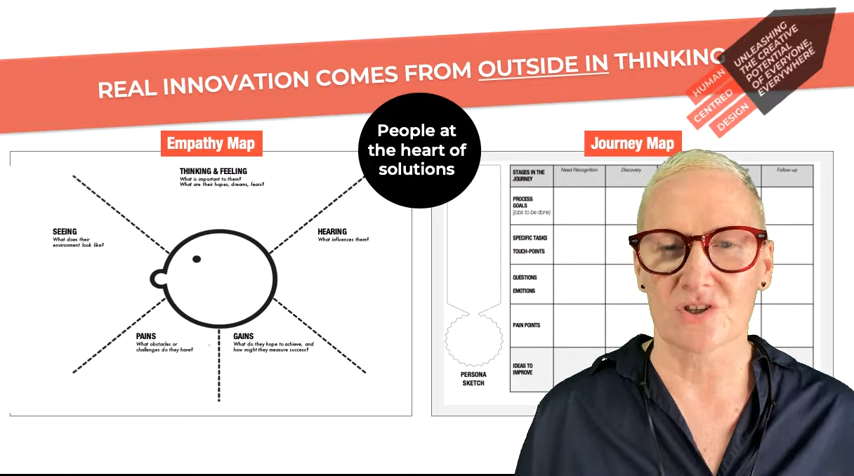 REAL INNOVATION COMES FROM OUTSIDE IN THINKING
HUMAN
CENTRED
DESIGN
UNLEASHING
THE CREATIVE
POTENTIAL
OF EVERYONE,
EVERYWHERE
People at
the heart of
solutions
Empathy Map
THINKING & FEELING
What is important to them?
What are their hopes, dreams, fears?
SEEING
What does their
environment look like?
HEARING
What influences them?
PAINS
What obstacles or
challenges do they have?
GAINS
What do they hope to achieve, and
how might they measure success?
Journey Map
STAGES IN THE
JOURNEY
Need Recognition
Discovery
Follow-up
PROCESS
GOALS
(jobs to be done)
SPECIFIC TASKS
TOUCH-POINTS
QUESTIONS
EMOTIONS
PAIN POINTS
IDEAS TO
IMPROVE
PERSONA
SKETCH